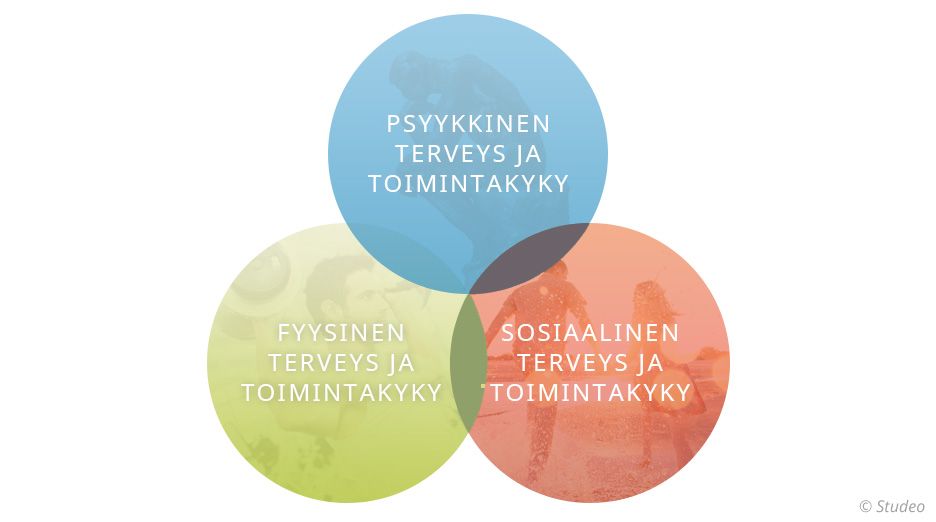 PSYYKKINEN
TERVEYS JA
TOIMINTAKYKY
FYYSINEN
TERVEYS JA
TOIMINTAKYKY
SOSIAALINEN
TERVEYS JA
TOIMINTAKYKY
© Studeo